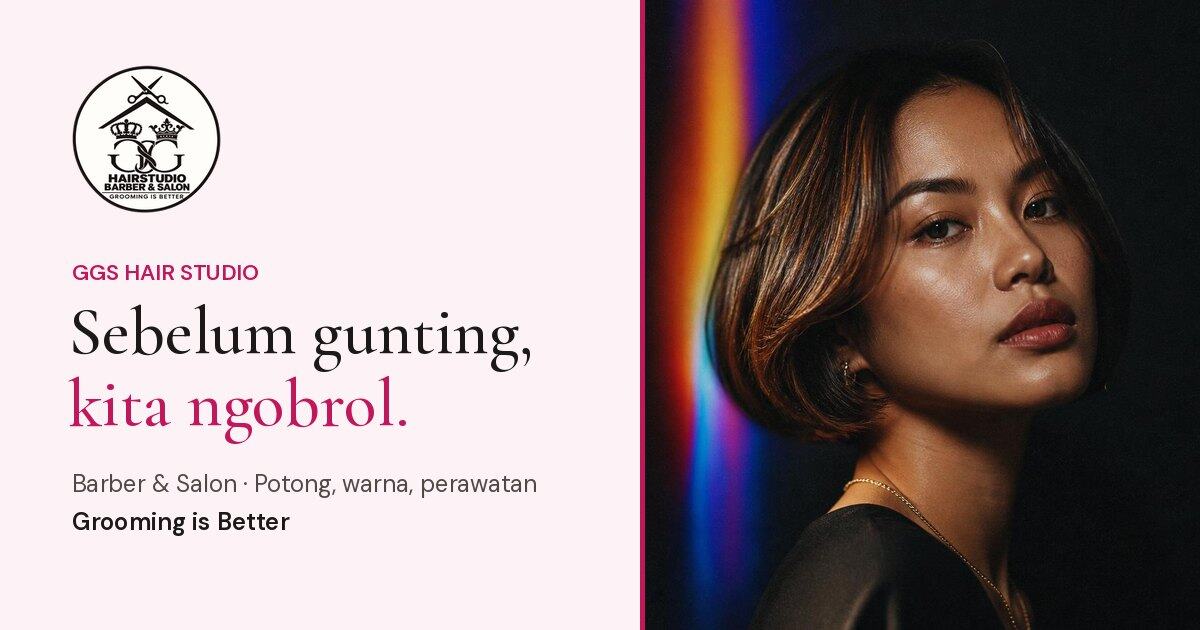 GG
HAIRSTUDIO
BARBER & SALON
GROOMING IS BETTER
GGS HAIR STUDIO
Sebelum gunting,
kita ngobrol.
Barber & Salon · Potong, warna, perawatan
Grooming is Better